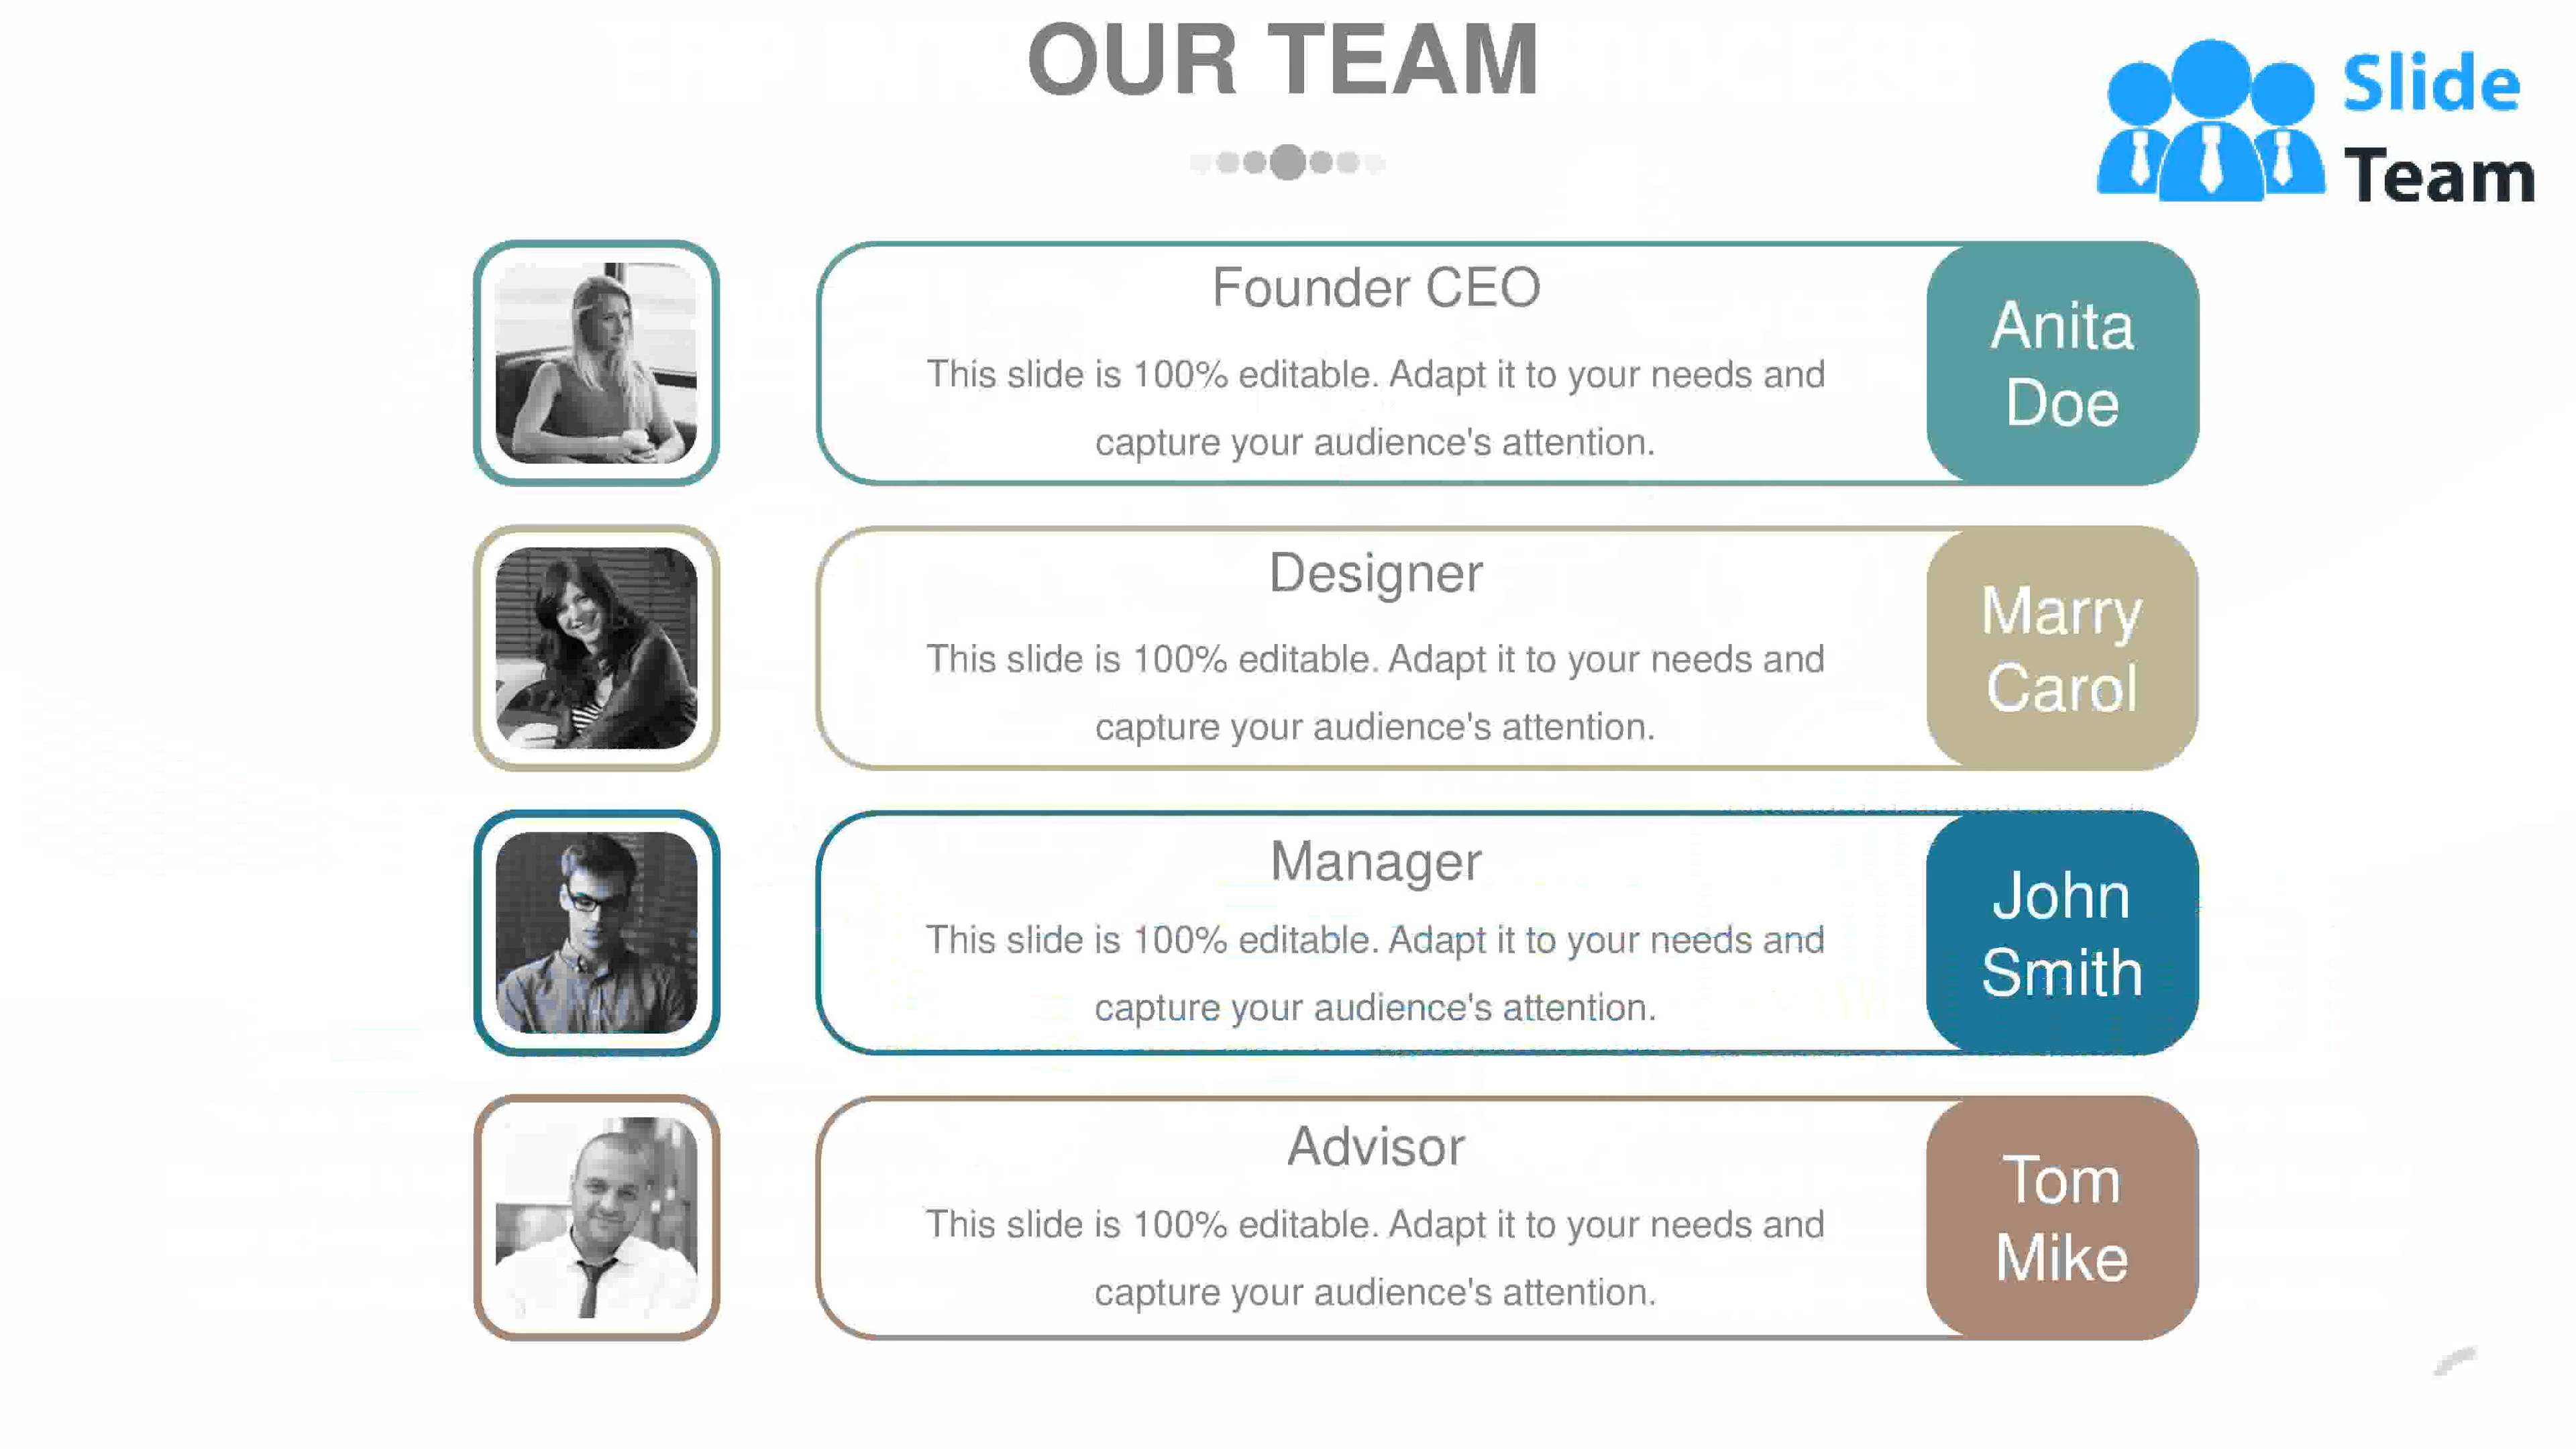 OUR TEAM
Slide
Team
Founder CEO
This slide is 100% editable. Adapt it to your needs and
capture your audience's attention.
Anita
Doe
Designer
This slide is 100% editable. Adapt it to your needs and
capture your audience's attention.
Marry
Carol
Manager
This slide is 100% editable. Adapt it to your needs and
capture your audience's attention.
John
Smith
Advisor
This slide is 100% editable. Adapt it to your needs and
capture your audience's attention.
Tom
Mike